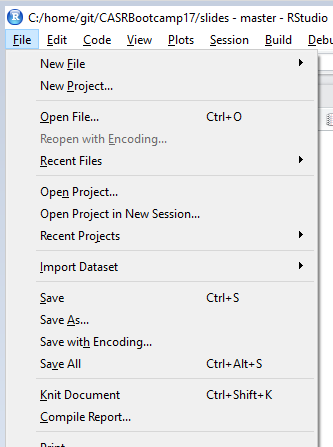 R C:/home/git/CASRBootcamp17/slides - master - RStudio
File Edit Code View Plots Session Build Debu
New File
New Project...
Open File... Ctrl+O
Reopen with Encoding...
Recent Files
Open Project...
Open Project in New Session...
Recent Projects
Import Dataset
Save Ctrl+S
Save As...
Save with Encoding...
Save All Ctrl+Alt+S
Knit Document Ctrl+Shift+K
Compile Report...